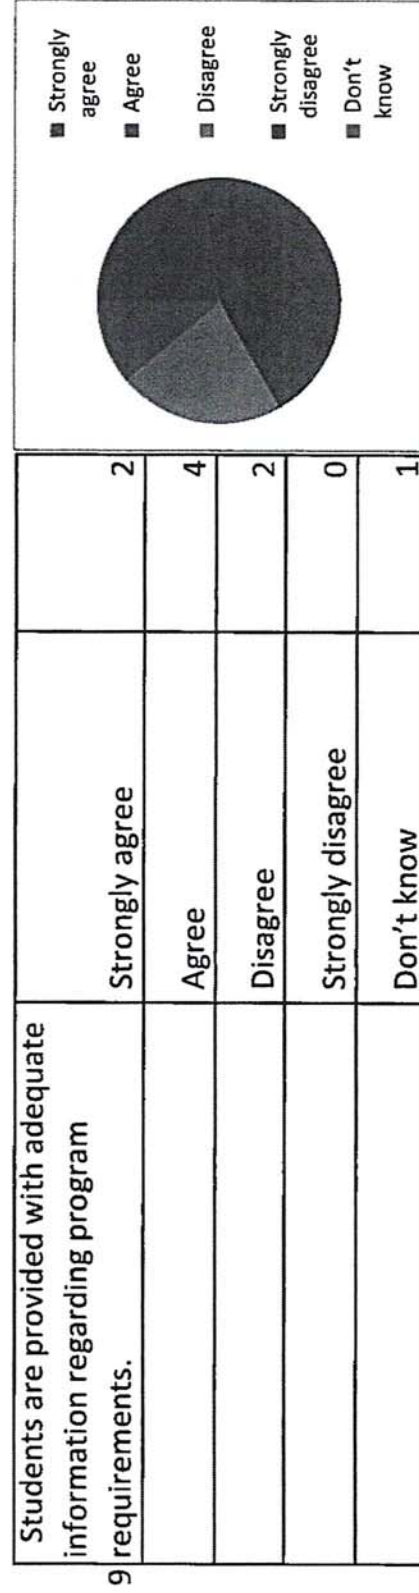 Students are provided with adequate
information regarding program
9 requirements. Strongly agree 2
Agree 4
Disagree 2
Strongly disagree 0
Don't know 1
Strongly
agree
Agree
Disagree
Strongly
disagree
Don't
know